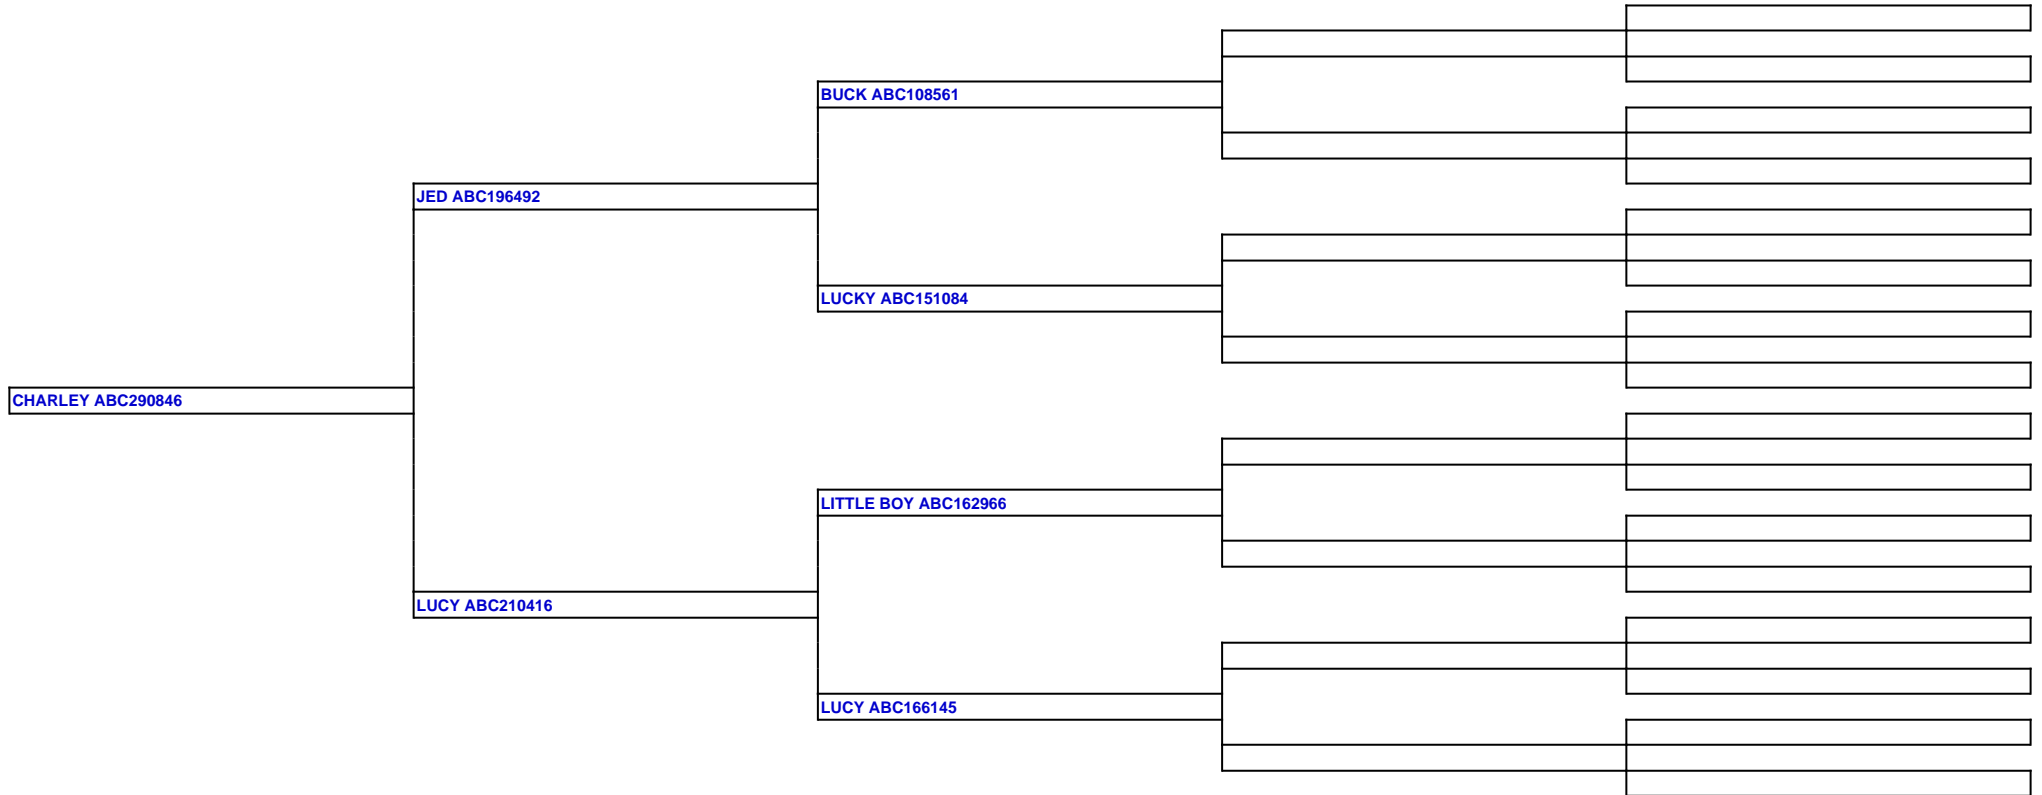 BUCK ABC108561
JED ABC196492
LUCKY ABC151084
CHARLEY ABC290846
LITTLE BOY ABC162966
LUCY ABC210416
LUCY ABC166145